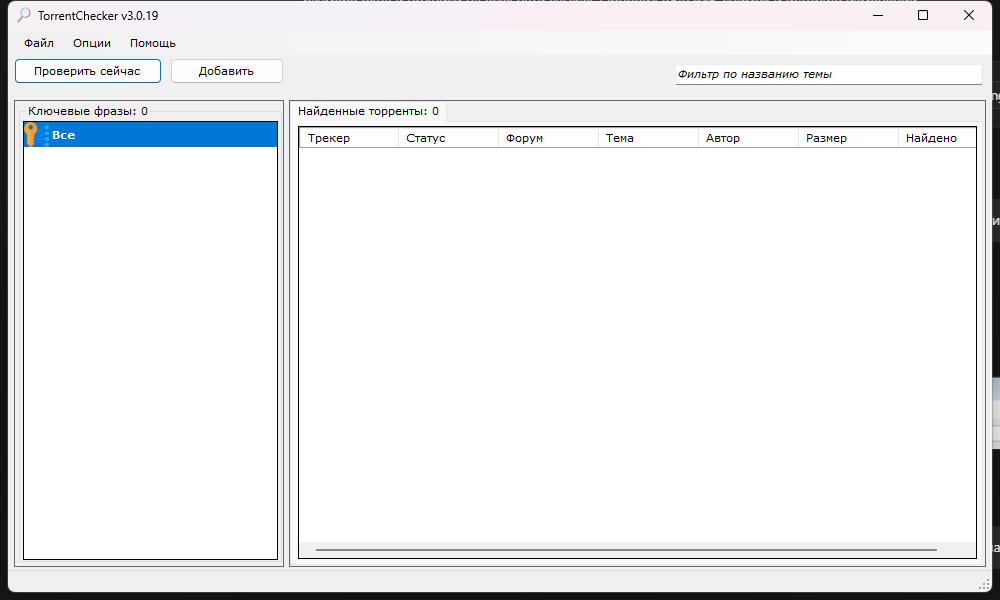 TorrentChecker v3.0.19
Файл Опции Помощь
Проверить сейчас Добавить
Фильтр по названию темы
Ключевые фразы: 0
Все
Найденные торренты: 0
Трекер Статус Форум Тема Автор Размер Найдено